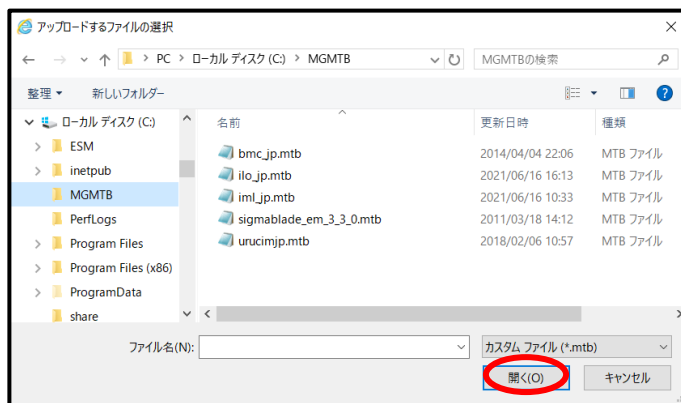 アップロードするファイルの選択
PC > ローカル ディスク (C:) > MGMTB
MGMTBの検索
整理 新しいフォルダー
ローカル ディスク (C:)
ESM
inetpub
MGMTB
PerfLogs
Program Files
Program Files (x86)
ProgramData
share
名前 更新日時 種類
bmc_jp.mtb 2014/04/04 22:06 MTB ファイル
ilo_jp.mtb 2021/06/16 16:13 MTB ファイル
iml_jp.mtb 2021/06/16 10:33 MTB ファイル
sigmablade_em_3_3_0.mtb 2011/03/18 14:12 MTB ファイル
urucimjp.mtb 2018/02/06 10:57 MTB ファイル
ファイル名(N):
カスタム ファイル (*.mtb)
開く(O) キャンセル